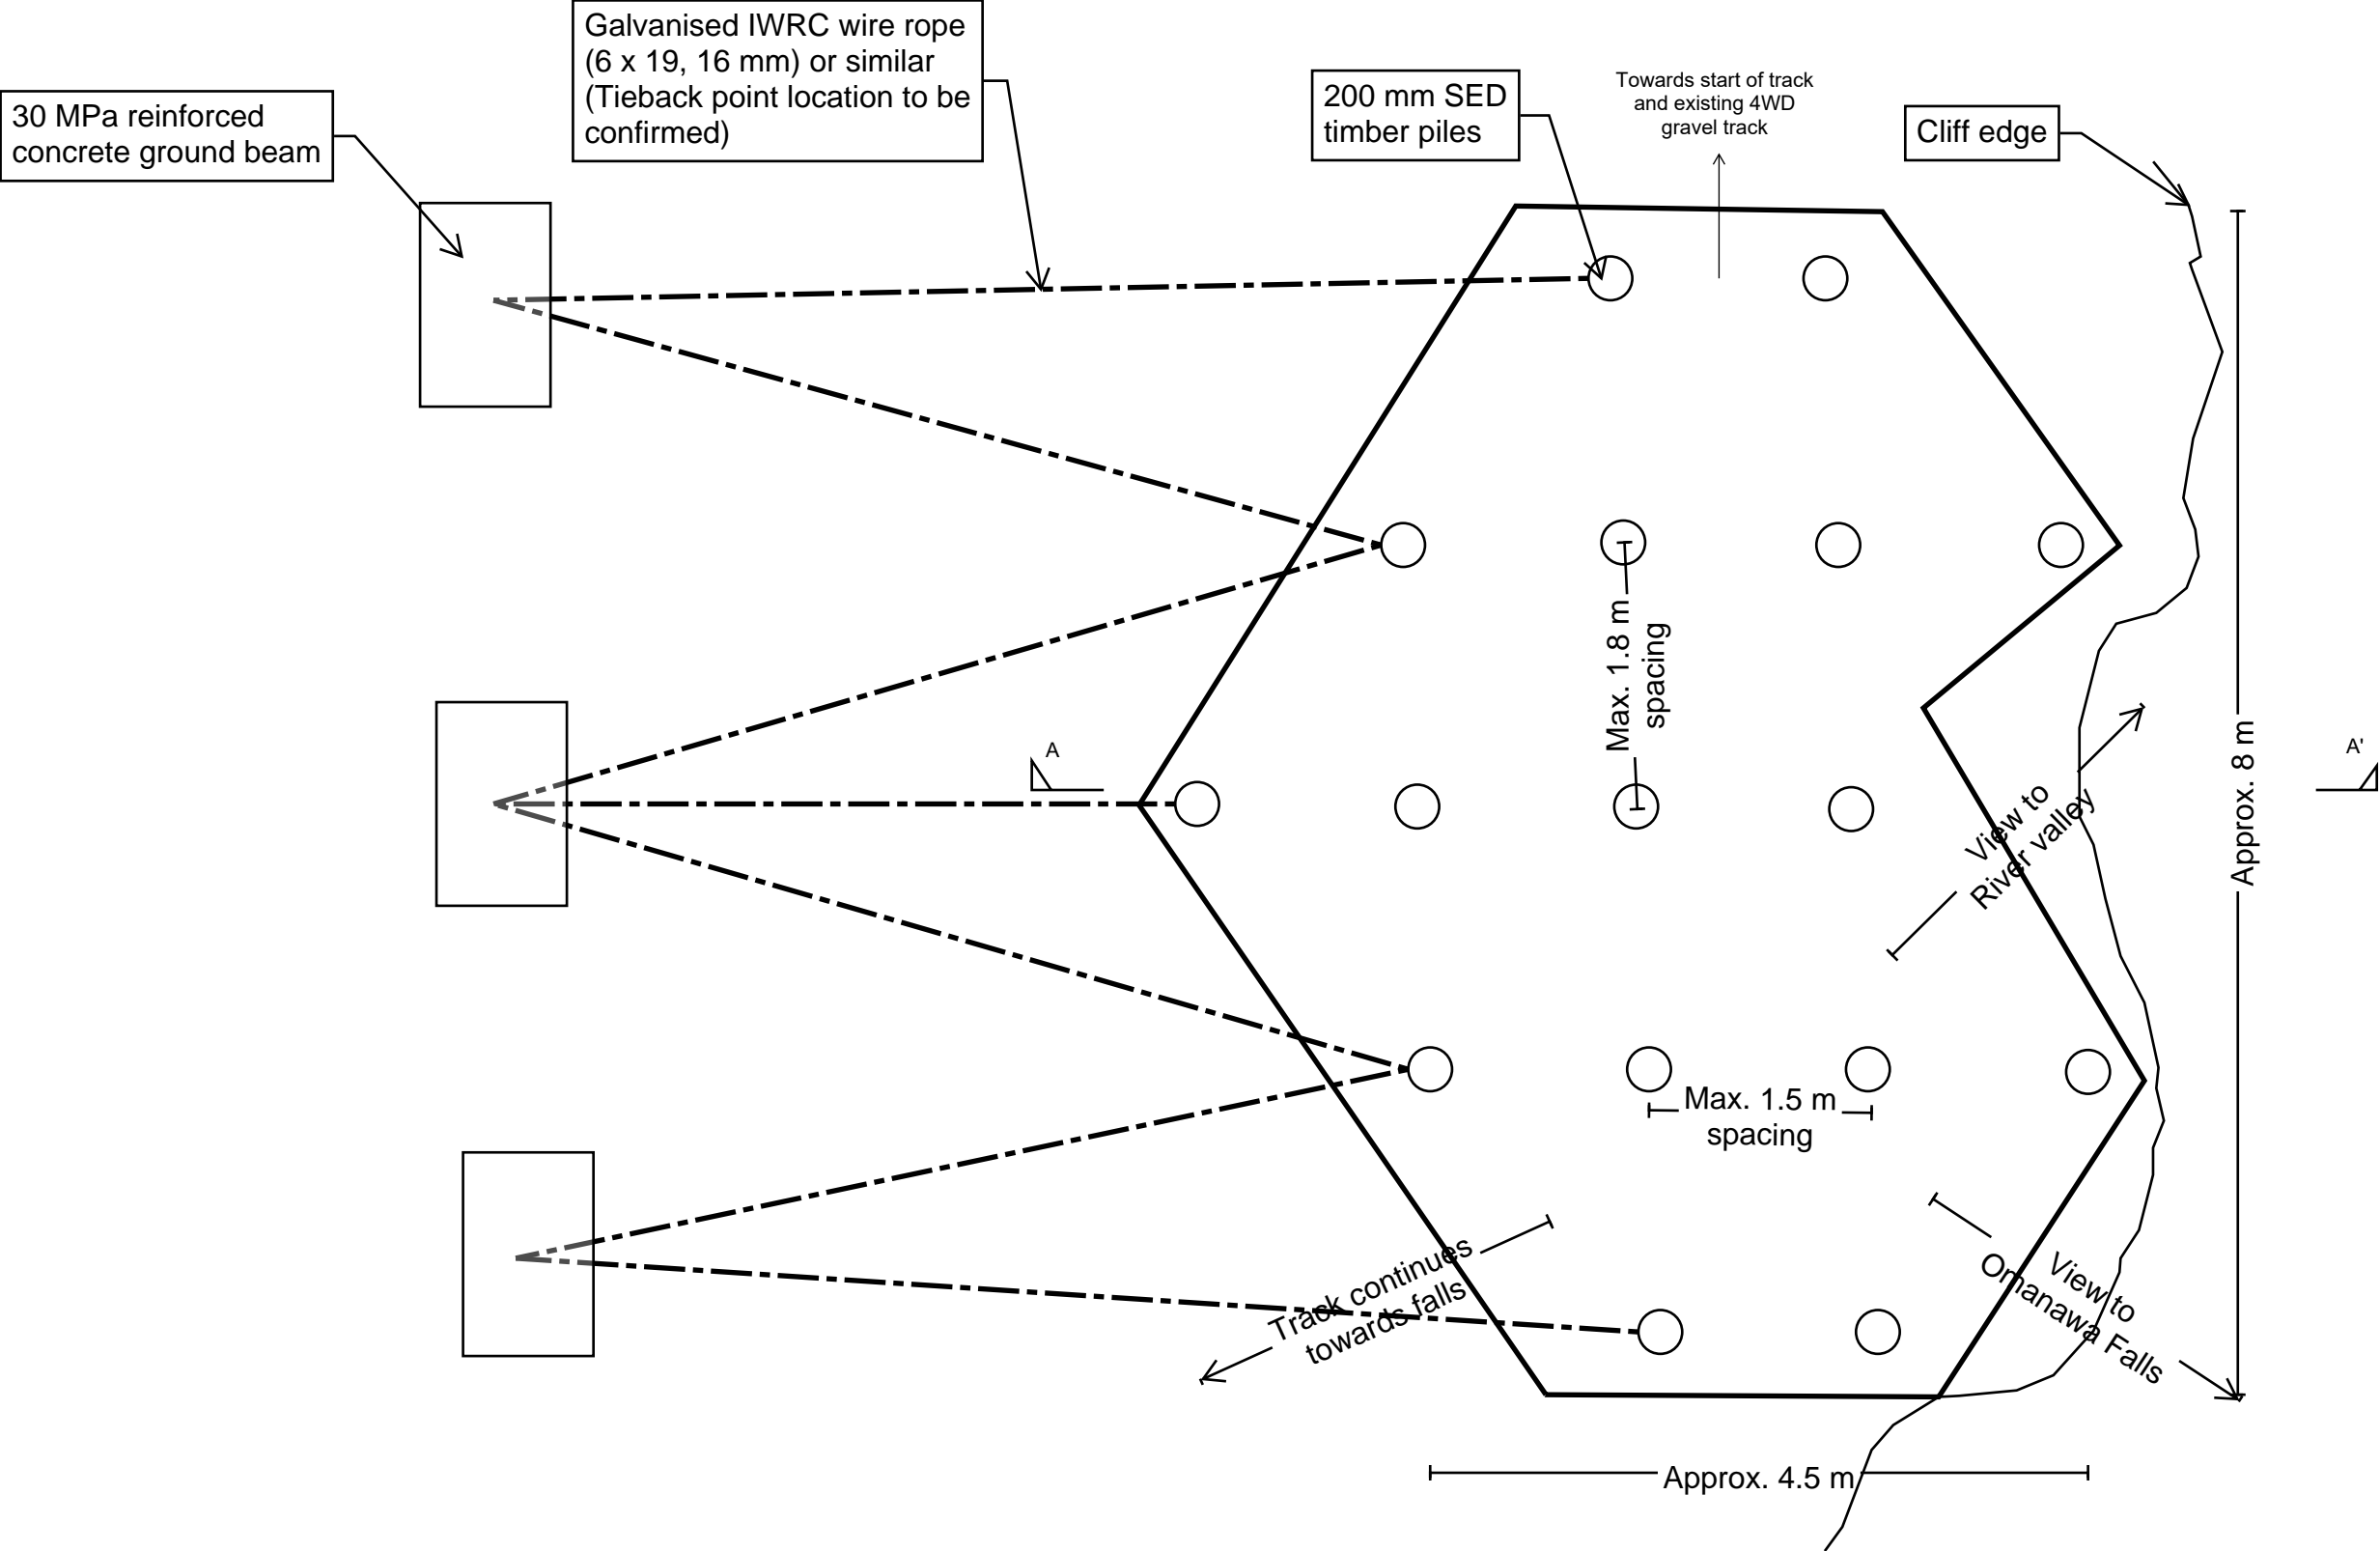 Galvanised IWRC wire rope
(6 x 19, 16 mm) or similar
(Tieback point location to be
confirmed)
30 MPa reinforced
concrete ground beam
200 mm SED
timber piles
Towards start of track
and existing 4WD
gravel track
Cliff edge
Max. 1.8 m
spacing
A
A'
Approx. 8 m
View to
River valley
Max. 1.5 m
spacing
Track continues
towards falls
View to
Omanawa Falls
Approx. 4.5 m